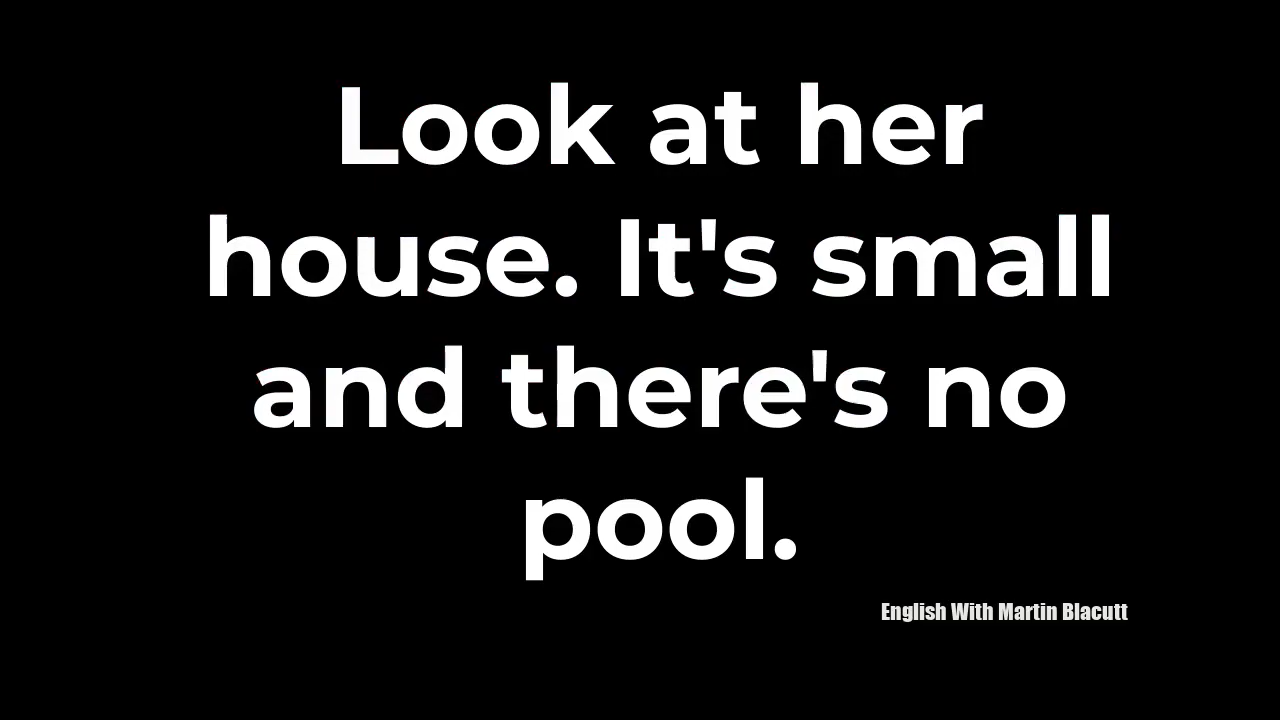 Look at her
house. It's small
and there's no
pool.
English With Martin Blacutt